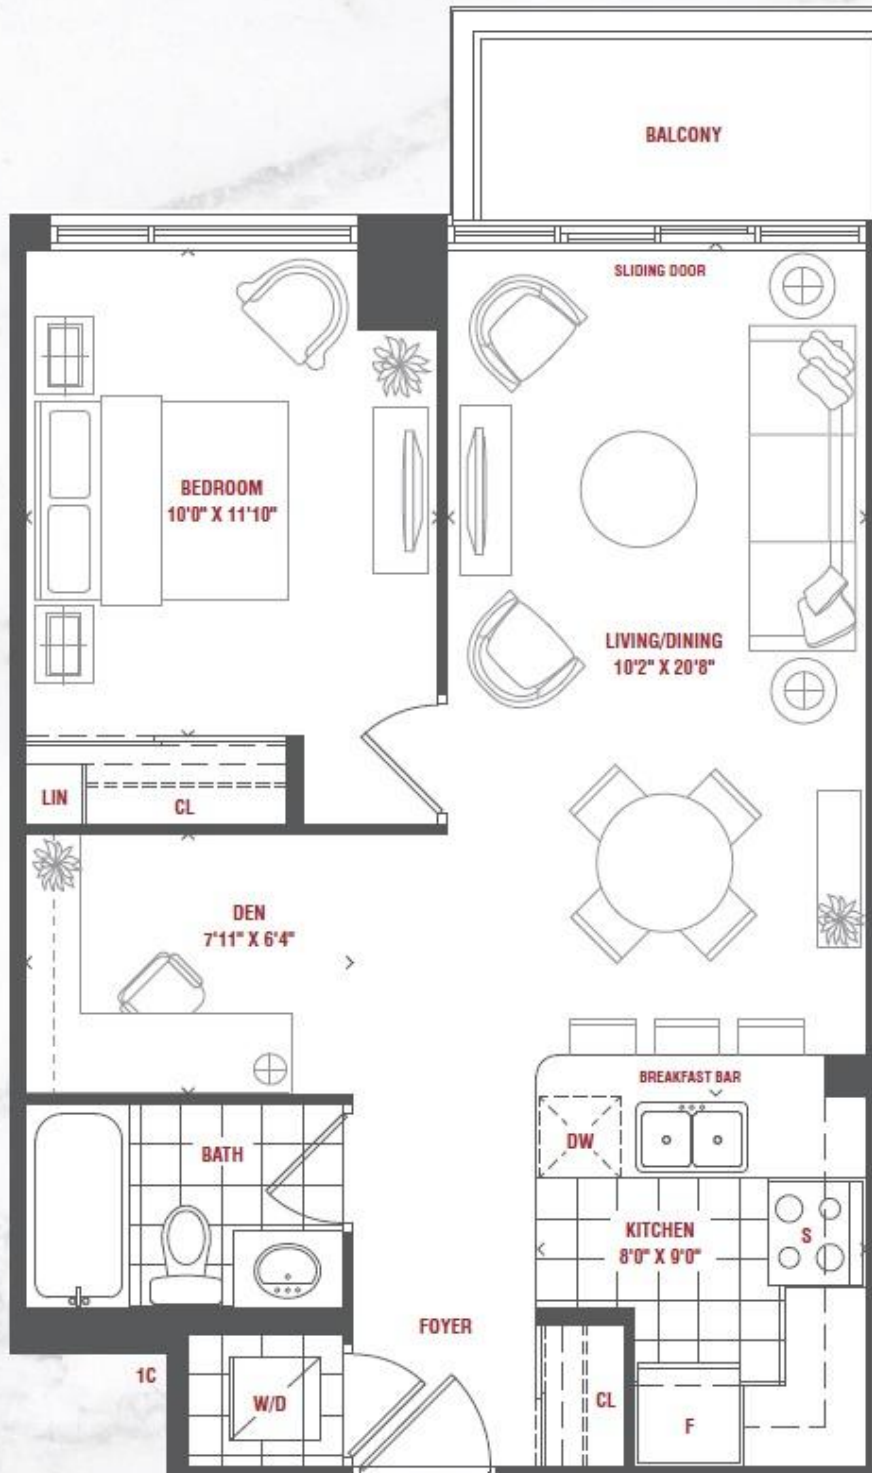 BALCONY
SLIDING DOOR
BEDROOM
10'0" X 11'10"
LIVING/DINING
10'2" X 20'8"
LIN
CL
DEN
7'11" X 6'4"
BREAKFAST BAR
DW
BATH
KITCHEN
8'0" X 9'0"
S
FOYER
1C
W/D
CL
F